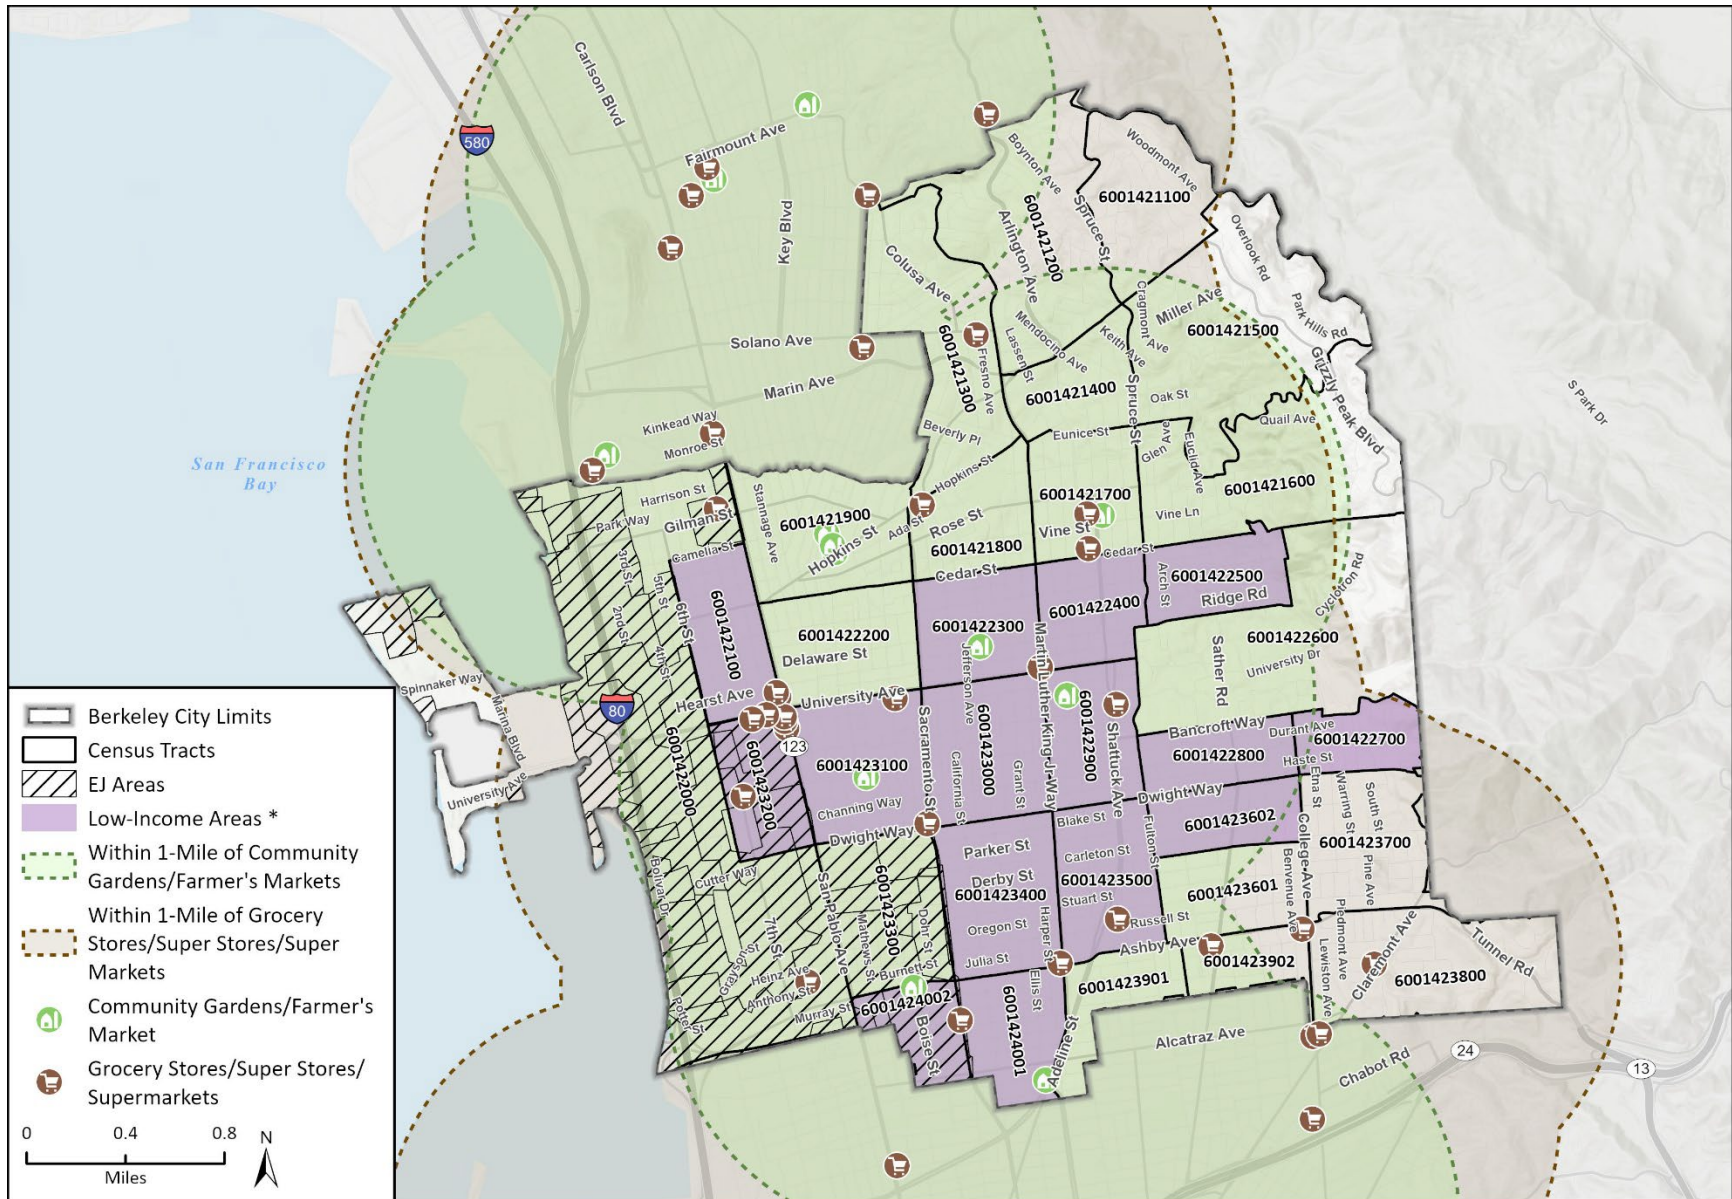 Carlson Blvd
580
Fairmount Ave
Key Blvd
Boynton Ave
Woodmont Ave
6001421100
Spruce St
6001421200
Arlington Ave
Colusa Ave
Overlook Rd
Park Hills Rd
Grizzly Peak Blvd
S Park Dr
Cragmont Ave
Miller Ave
6001421500
Solano Ave
Mendocino Ave
Keith Ave
Lassen St
Fresno Ave
6001421300
Marin Ave
6001421400
Spruce St
Oak St
Quail Ave
Kinkead Way
Monroe St
Beverly Pl
Eunice St
Glen Ave
Euclid Ave
San Francisco
Bay
Hopkins St
6001421600
Harrison St
Stannage Ave
6001421700
Park Way
Gilman St
6001421900
Ada St
Rose St
Vine St
Vine Ln
Camelia St
Hopkins St
6001421800
Cedar St
Cedar St
3rd St
5th St
6th St
2nd St
4th St
6001422100
Arch St
6001422500
Ridge Rd
Cyclotron Rd
6001422400
6001422200
6001422300
6001422600
Delaware St
Jefferson Ave
Martin Luther King Jr Way
Sather Rd
University Dr
Spinnaker Way
Marina Blvd
Hearst Ave
University Ave
80
6001422000
Sacramento St
6001423000
6001422900
Shattuck Ave
Bancroft Way
Durant Ave
6001422700
6001422800
Haste St
123
6001423200
6001423100
California St
Grant St
University Ave
Channing Way
Dwight Way
Dwight Way
Etna St
Warring St
South St
Blake St
Fulton St
6001423602
College Ave
6001423700
Parker St
Carleton St
Bolivar Dr
Cutter Way
San Pablo Ave
6001423300
Derby St
6001423400
6001423500
Stuart St
6001423601
Benvenue Ave
Pine Ave
Mathews St
Dohr St
Harper St
Russell St
Oregon St
Piedmont Ave
Claremont Ave
Tunnel Rd
7th St
Grayson St
Heinz Ave
Anthony St
Burnett St
Julia St
Ashby Ave
6001423902
Lewiston Ave
6001423800
Potter St
Murray St
6001424002
Boise St
Ellis St
6001424001
6001423901
Adeline St
Alcatraz Ave
Chabot Rd
24
13
Berkeley City Limits
Census Tracts
EJ Areas
Low-Income Areas *
Within 1-Mile of Community
Gardens/Farmer's Markets
Within 1-Mile of Grocery
Stores/Super Stores/Super
Markets
Community Gardens/Farmer's
Market
Grocery Stores/Super Stores/
Supermarkets
0 0.4 0.8
Miles
N